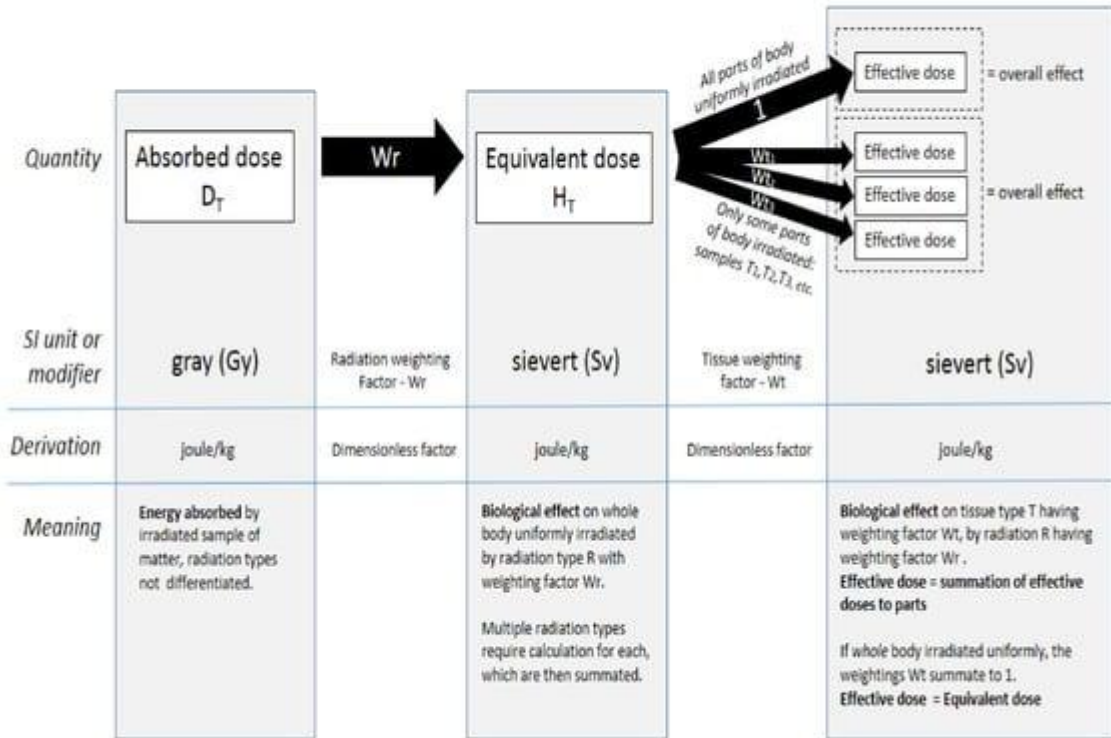 All parts of body
uniformly irradiated
1
Effective dose
= overall effect
Quantity
Absorbed dose
DT
Wr
Equivalent dose
HT
Wt1
Wt2
Wt3
Effective dose
Effective dose
Effective dose
= overall effect
Only some parts
of body irradiated:
samples T1,T2,T3, etc.
SI unit or
modifier
gray (Gy)
Radiation weighting
Factor - Wr
sievert (Sv)
Tissue weighting
factor - Wt
sievert (Sv)
Derivation
joule/kg
Dimensionless factor
joule/kg
Dimensionless factor
joule/kg
Meaning
Energy absorbed by
irradiated sample of
matter, radiation types
not differentiated.
Biological effect on whole
body uniformly irradiated
by radiation type R with
weighting factor Wr.
Multiple radiation types
require calculation for each,
which are then summated.
Biological effect on tissue type T having
weighting factor Wt, by radiation R having
weighting factor Wr .
Effective dose = summation of effective
doses to parts
If whole body irradiated uniformly, the
weightings Wt summate to 1.
Effective dose = Equivalent dose